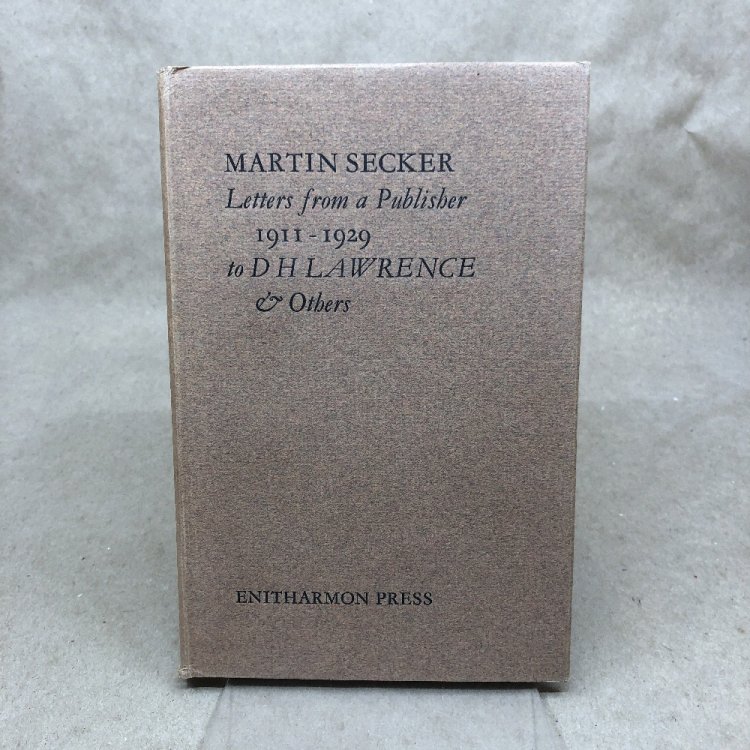 MARTIN SECKER
Letters from a Publisher
1911-1929
to D H LAWRENCE
& Others
ENITHARMON PRESS